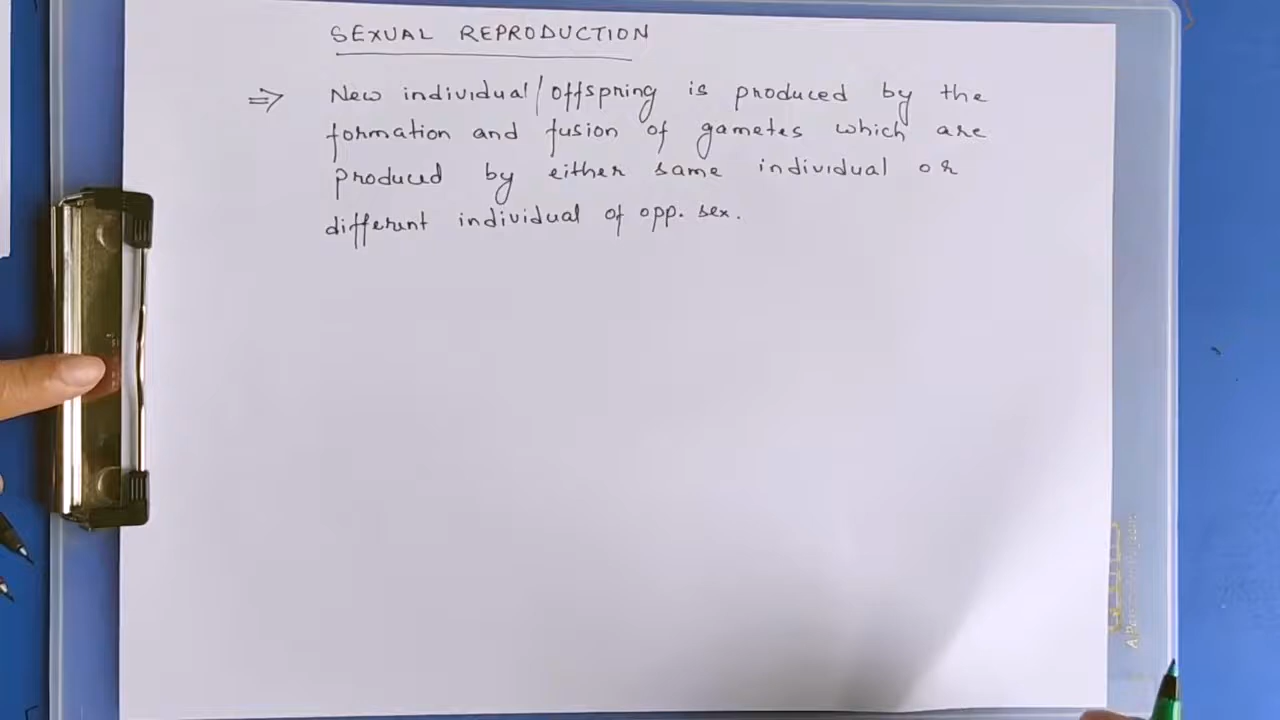 SEXUAL REPRODUCTION
⇒ New individual/offspring is produced by the
formation and fusion of gametes which are
produced by either same individual or
different individual of opp. sex.